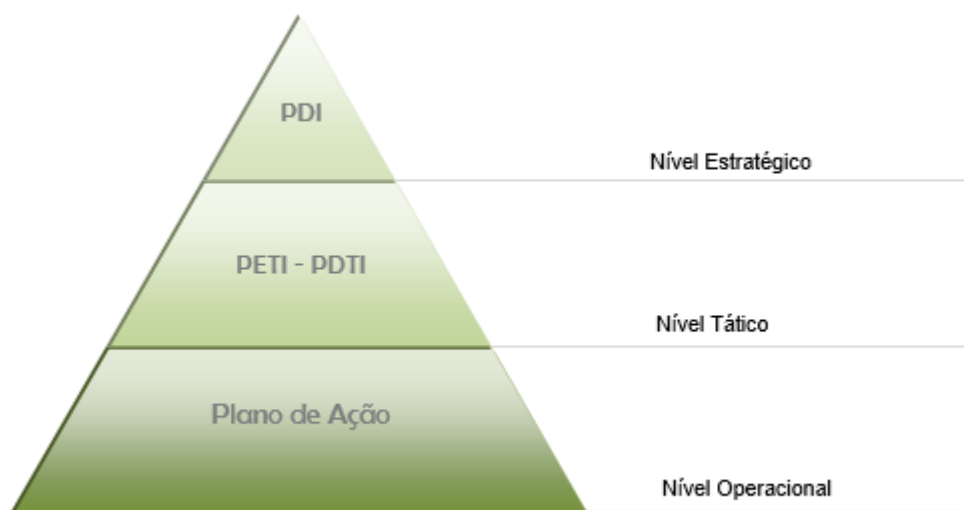 PDI
Nível Estratégico
PETI - PDTI
Nível Tático
Plano de Ação
Nível Operacional